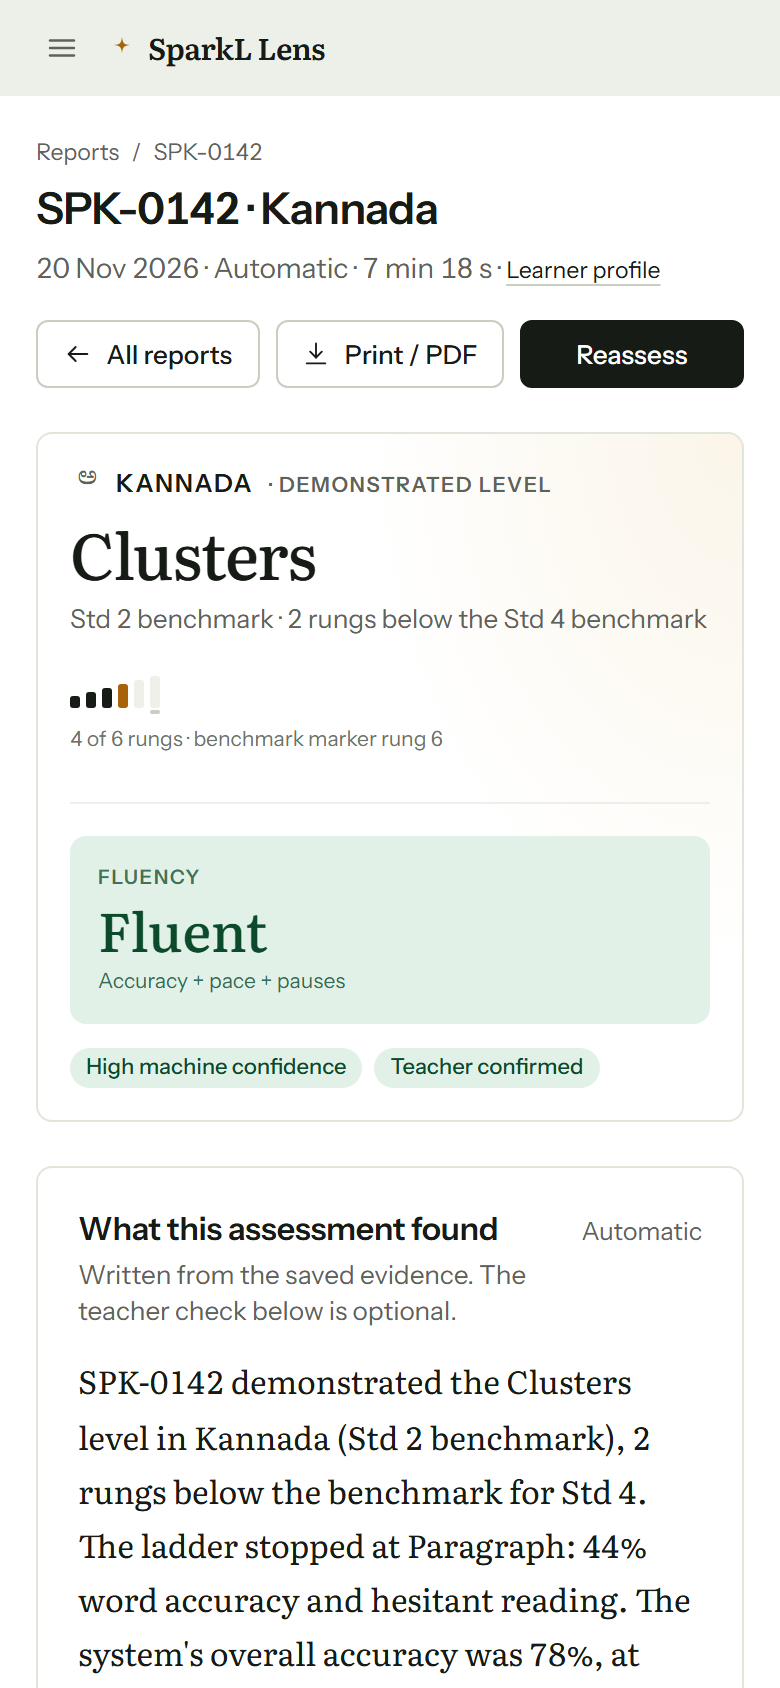 SparkL Lens
Reports / SPK-0142
SPK-0142 · Kannada
20 Nov 2026 · Automatic · 7 min 18 s · Learner profile
All reports
Print / PDF
Reassess
ಅ KANNADA · DEMONSTRATED LEVEL
Clusters
Std 2 benchmark · 2 rungs below the Std 4 benchmark
4 of 6 rungs · benchmark marker rung 6
FLUENCY
Fluent
Accuracy + pace + pauses
High machine confidence
Teacher confirmed
What this assessment found
Automatic
Written from the saved evidence. The
teacher check below is optional.
SPK-0142 demonstrated the Clusters
level in Kannada (Std 2 benchmark), 2
rungs below the benchmark for Std 4.
The ladder stopped at Paragraph: 44%
word accuracy and hesitant reading. The
system's overall accuracy was 78%, at